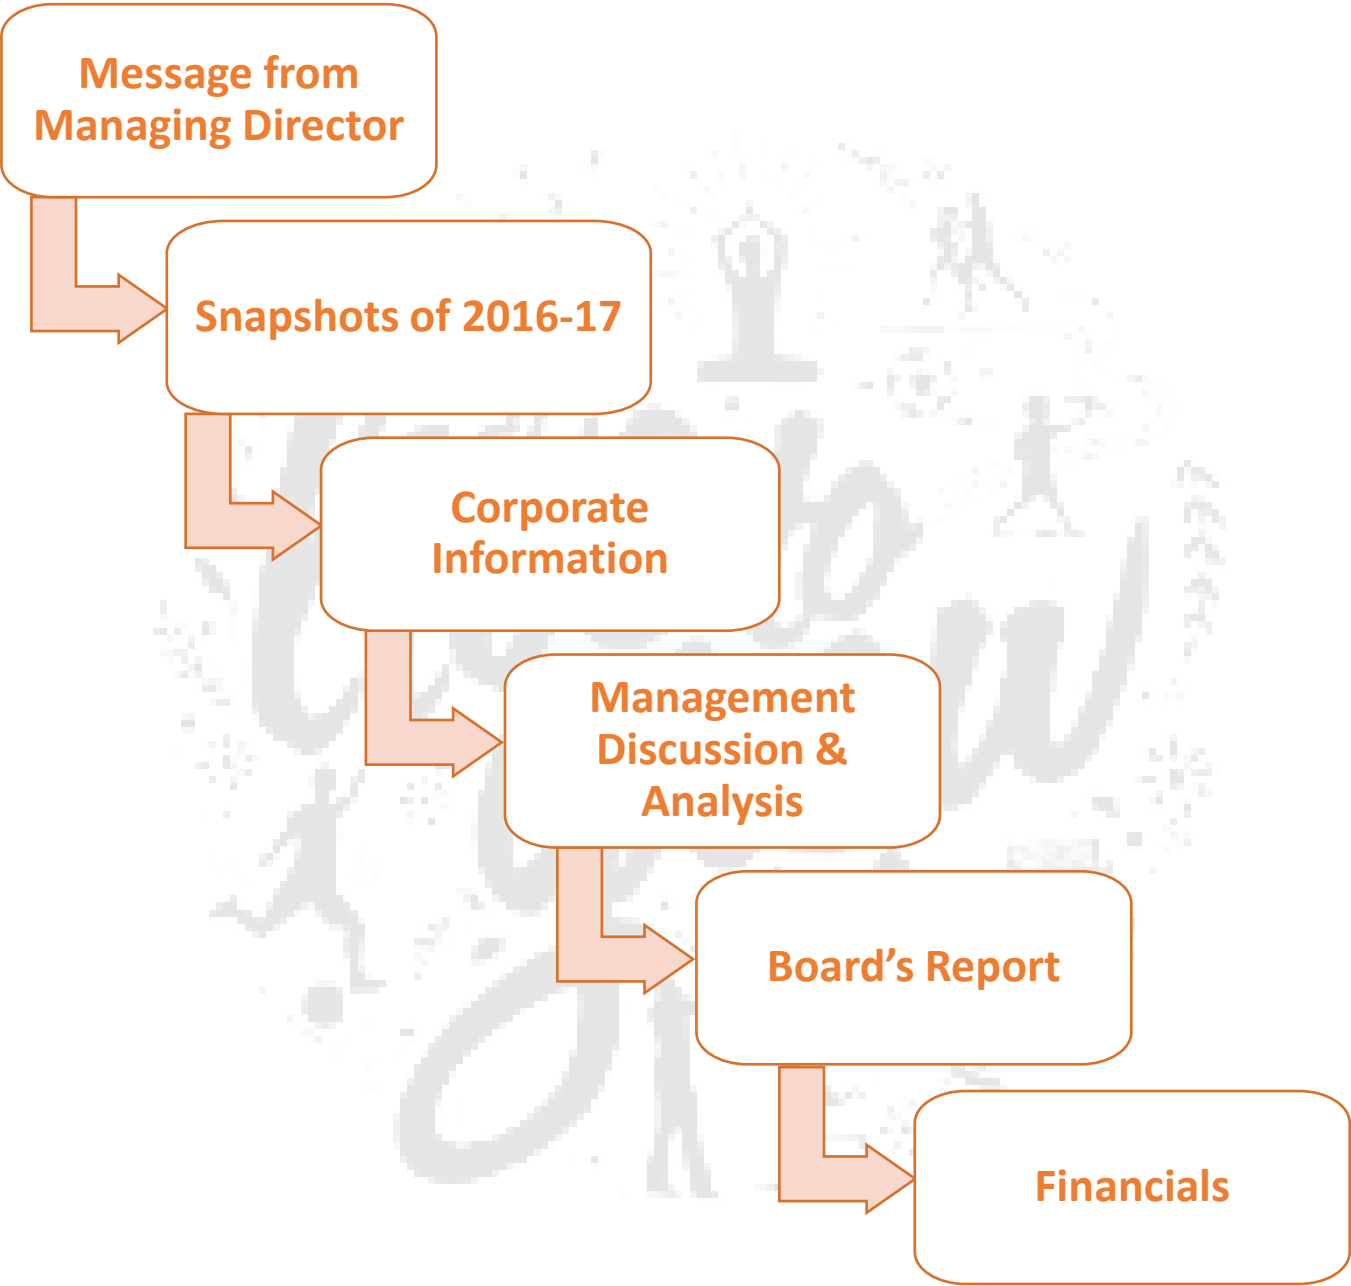 Message from
Managing Director
Snapshots of 2016-17
Corporate
Information
Management
Discussion &
Analysis
Board’s Report
Financials